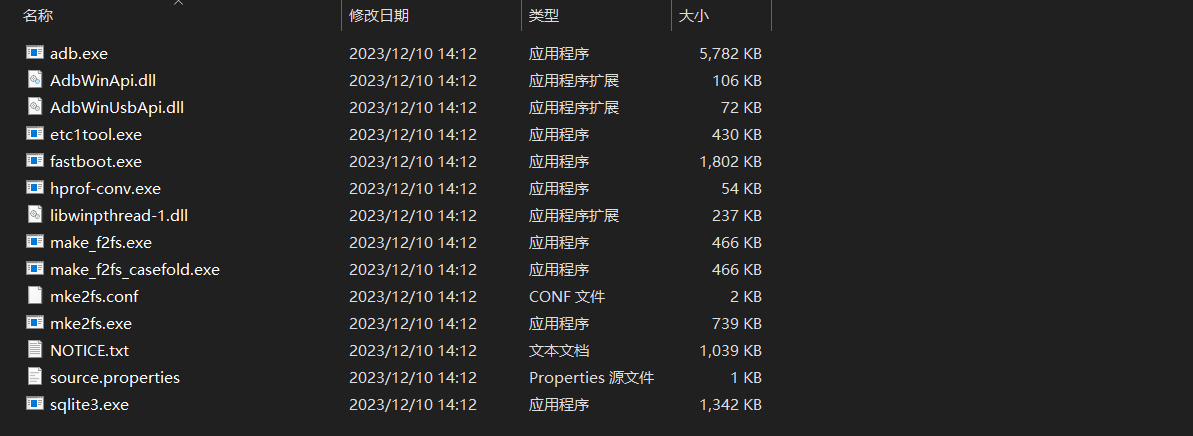 名称 修改日期 类型 大小
adb.exe 2023/12/10 14:12 应用程序 5,782 KB
AdbWinApi.dll 2023/12/10 14:12 应用程序扩展 106 KB
AdbWinUsbApi.dll 2023/12/10 14:12 应用程序扩展 72 KB
etc1tool.exe 2023/12/10 14:12 应用程序 430 KB
fastboot.exe 2023/12/10 14:12 应用程序 1,802 KB
hprof-conv.exe 2023/12/10 14:12 应用程序 54 KB
libwinpthread-1.dll 2023/12/10 14:12 应用程序扩展 237 KB
make_f2fs.exe 2023/12/10 14:12 应用程序 466 KB
make_f2fs_casefold.exe 2023/12/10 14:12 应用程序 466 KB
mke2fs.conf 2023/12/10 14:12 CONF 文件 2 KB
mke2fs.exe 2023/12/10 14:12 应用程序 739 KB
NOTICE.txt 2023/12/10 14:12 文本文档 1,039 KB
source.properties 2023/12/10 14:12 Properties 源文件 1 KB
sqlite3.exe 2023/12/10 14:12 应用程序 1,342 KB